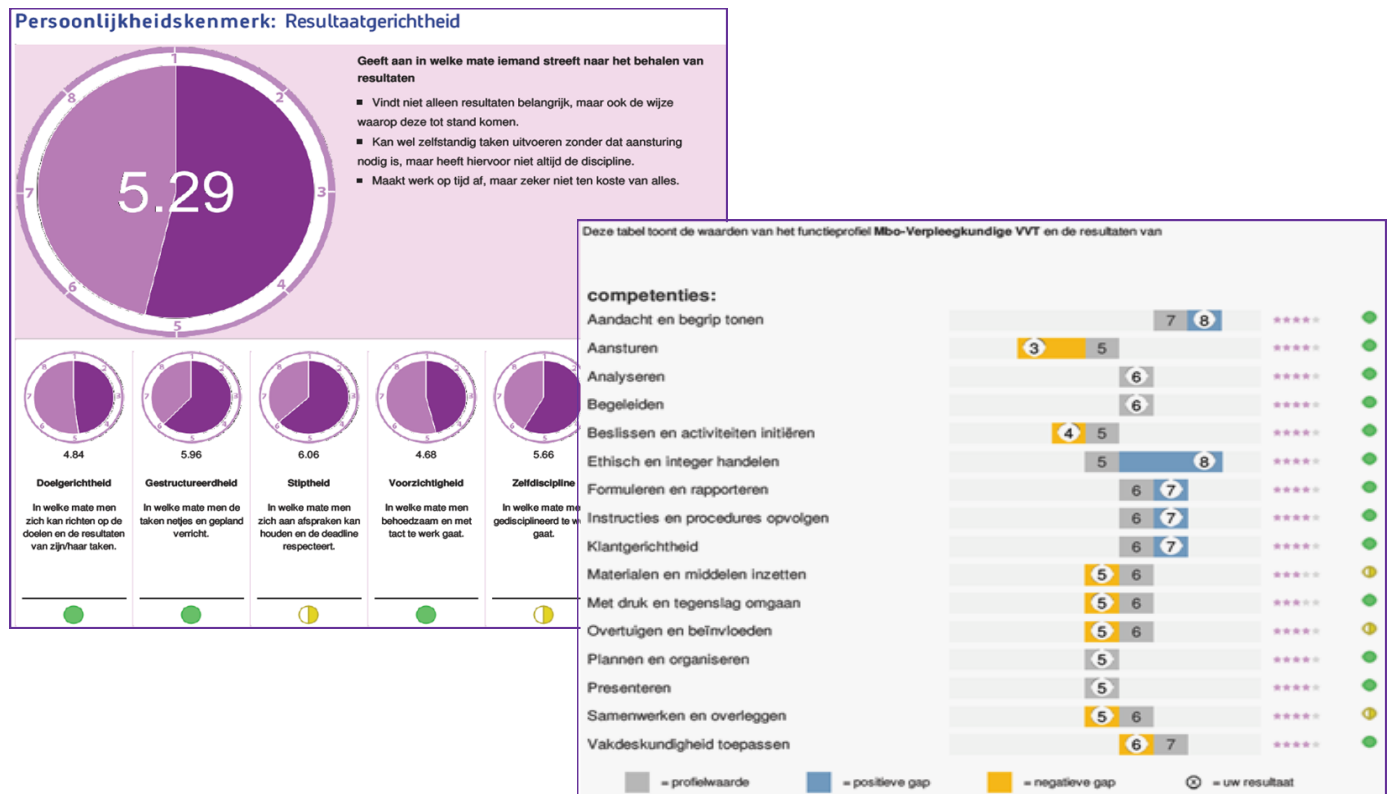 Persoonlijkheidskenmerk: Resultaatgerichtheid
1
2
3
4
5
6
7
8
5.29
Geeft aan in welke mate iemand streeft naar het behalen van
resultaten
▪ Vindt niet alleen resultaten belangrijk, maar ook de wijze
waarop deze tot stand komen.
▪ Kan wel zelfstandig taken uitvoeren zonder dat aansturing
nodig is, maar heeft hiervoor niet altijd de discipline.
▪ Maakt werk op tijd af, maar zeker niet ten koste van alles.
4.84
Doelgerichtheid
In welke mate men
zich kan richten op de
doelen en de resultaten
van zijn/haar taken.
5.96
Gestructureerdheid
In welke mate men de
taken netjes en gepland
verricht.
6.06
Stiptheid
In welke mate men
zich aan afspraken kan
houden en de deadline
respecteert.
4.68
Voorzichtigheid
In welke mate men
behoedzaam en met
tact te werk gaat.
5.66
Zelfdiscipline
In welke mate me
gedisciplineerd te w
gaat.
Deze tabel toont de waarden van het functieprofiel Mbo-Verpleegkundige VVT en de resultaten van
competenties:
Aandacht en begrip tonen 7 8
Aansturen 3 5
Analyseren 6
Begeleiden 6
Beslissen en activiteiten initiëren 4 5
Ethisch en integer handelen 5 8
Formuleren en rapporteren 6 7
Instructies en procedures opvolgen 6 7
Klantgerichtheid 6 7
Materialen en middelen inzetten 5 6
Met druk en tegenslag omgaan 5 6
Overtuigen en beïnvloeden 5 6
Plannen en organiseren 5
Presenteren 5
Samenwerken en overleggen 5 6
Vakdeskundigheid toepassen 6 7
= profielwaarde = positieve gap = negatieve gap x = uw resultaat